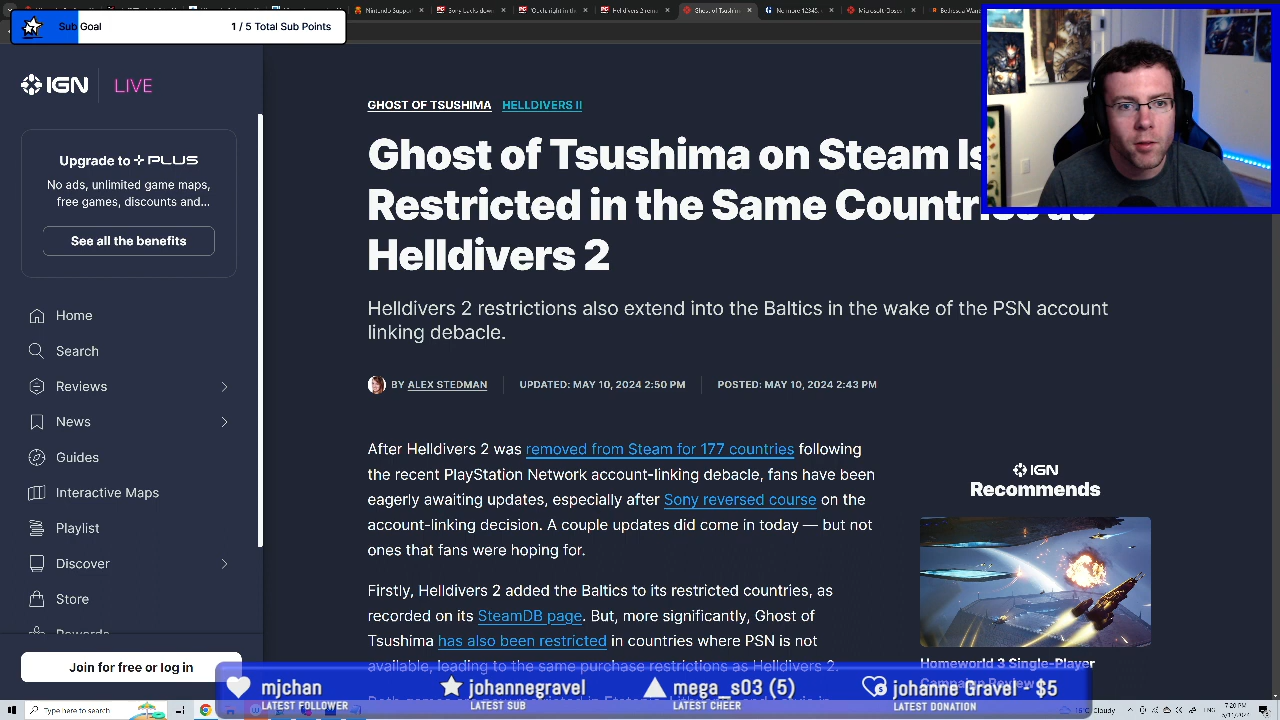 Sub Goal
1 / 5 Total Sub Points
IGN
LIVE
Upgrade to PLUS
No ads, unlimited game maps,
free games, discounts and...
See all the benefits
Home
Search
Reviews
News
Guides
Interactive Maps
Playlist
Discover
Store
Rewards
Join for free or log in
GHOST OF TSUSHIMA
HELLDIVERS II
Ghost of Tsushima on Steam Is
Restricted in the Same Countries as
Helldivers 2
Helldivers 2 restrictions also extend into the Baltics in the wake of the PSN account
linking debacle.
BY ALEX STEDMAN
UPDATED: MAY 10, 2024 2:50 PM
POSTED: MAY 10, 2024 2:43 PM
After Helldivers 2 was removed from Steam for 177 countries following
the recent PlayStation Network account-linking debacle, fans have been
eagerly awaiting updates, especially after Sony reversed course on the
account-linking decision. A couple updates did come in today — but not
ones that fans were hoping for.
Firstly, Helldivers 2 added the Baltics to its restricted countries, as
recorded on its SteamDB page. But, more significantly, Ghost of
Tsushima has also been restricted in countries where PSN is not
available, leading to the same purchase restrictions as Helldivers 2.
IGN
Recommends
Homeworld 3 Single-Player
mjchan
LATEST FOLLOWER
johannegravel
LATEST SUB
mega_s03 (5)
LATEST CHEER
johanne Gravel - $5
LATEST DONATION
Type here to search